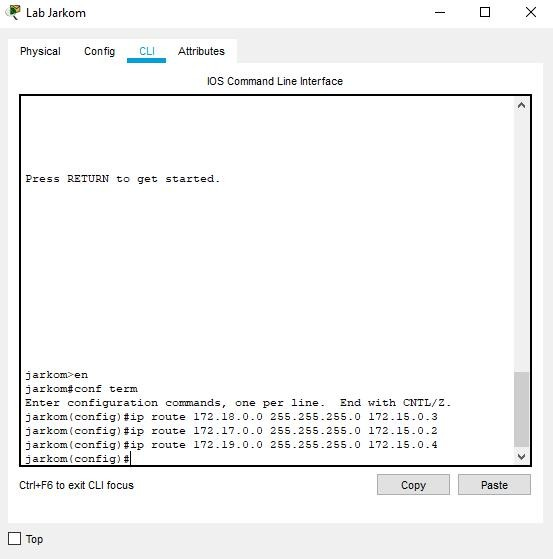 Lab Jarkom
Physical Config CLI Attributes
IOS Command Line Interface
Press RETURN to get started.
jarkom>en
jarkom#conf term
Enter configuration commands, one per line.  End with CNTL/Z.
jarkom(config)#ip route 172.18.0.0 255.255.255.0 172.15.0.3
jarkom(config)#ip route 172.17.0.0 255.255.255.0 172.15.0.2
jarkom(config)#ip route 172.19.0.0 255.255.255.0 172.15.0.4
jarkom(config)#
Ctrl+F6 to exit CLI focus Copy Paste
Top